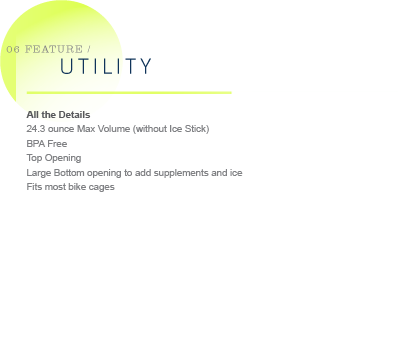 06 FEATURE /
UTILITY
All the Details
24.3 ounce Max Volume (without Ice Stick)
BPA Free
Top Opening
Large Bottom opening to add supplements and ice
Fits most bike cages